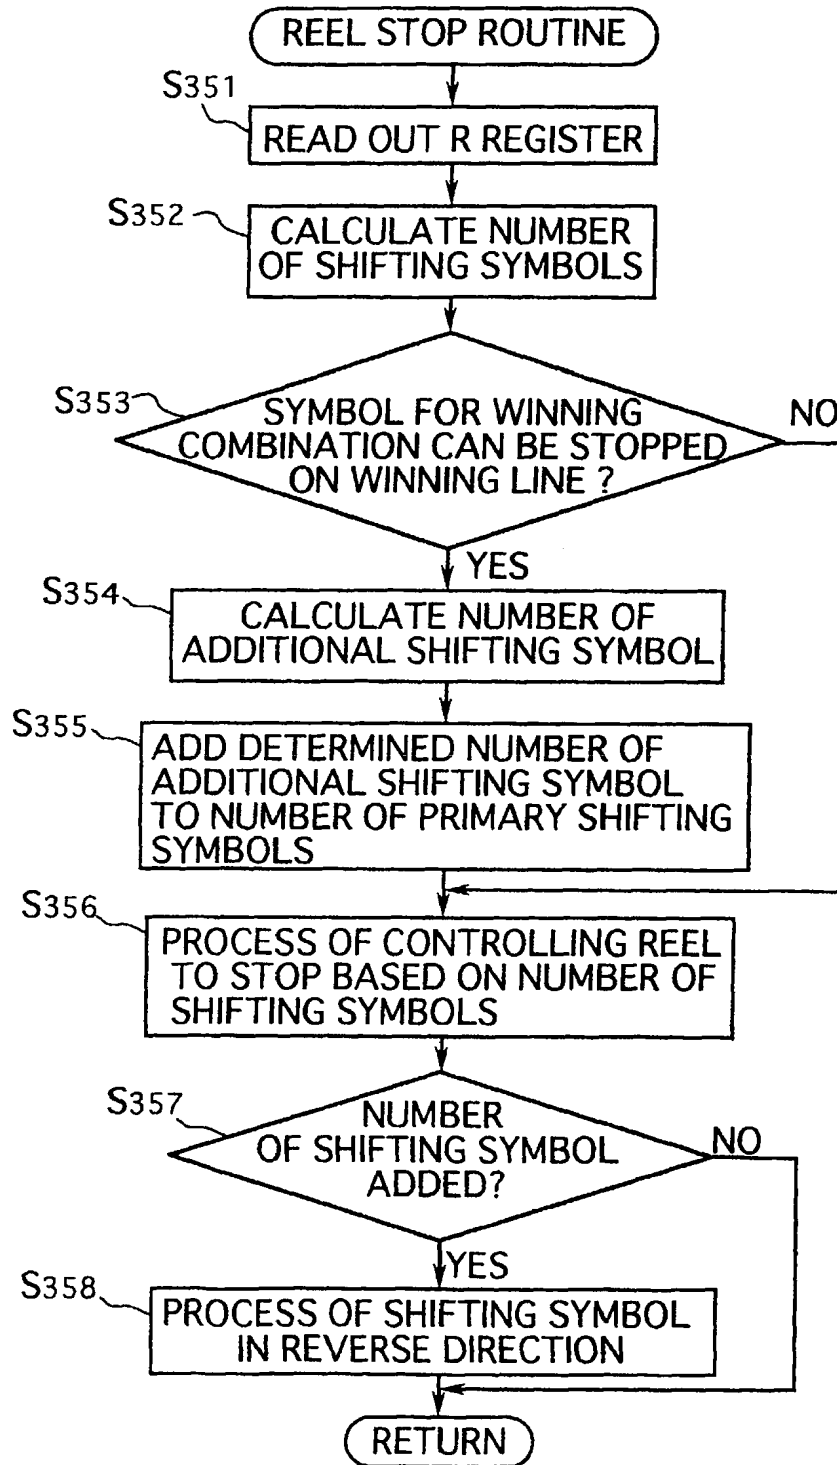 REEL STOP ROUTINE
S351
READ OUT R REGISTER
S352
CALCULATE NUMBER
OF SHIFTING SYMBOLS
S353
SYMBOL FOR WINNING
COMBINATION CAN BE STOPPED
ON WINNING LINE ?
NO
YES
S354
CALCULATE NUMBER OF
ADDITIONAL SHIFTING SYMBOL
S355
ADD DETERMINED NUMBER OF
ADDITIONAL SHIFTING SYMBOL
TO NUMBER OF PRIMARY SHIFTING
SYMBOLS
S356
PROCESS OF CONTROLLING REEL
TO STOP BASED ON NUMBER OF
SHIFTING SYMBOLS
S357
NUMBER
OF SHIFTING SYMBOL
ADDED?
NO
YES
S358
PROCESS OF SHIFTING SYMBOL
IN REVERSE DIRECTION
RETURN